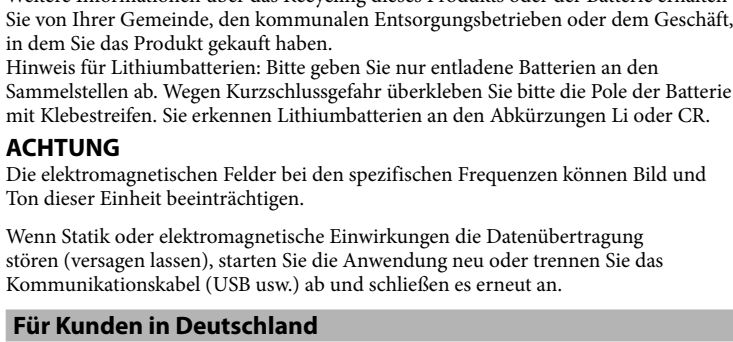 Weitere Informationen über das Recycling dieses Produkts oder der Batterie erhalten
Sie von Ihrer Gemeinde, den kommunalen Entsorgungsbetrieben oder dem Geschäft,
in dem Sie das Produkt gekauft haben.
Hinweis für Lithiumbatterien: Bitte geben Sie nur entladene Batterien an den
Sammelstellen ab. Wegen Kurzschlussgefahr überkleben Sie bitte die Pole der Batterie
mit Klebestreifen. Sie erkennen Lithiumbatterien an den Abkürzungen Li oder CR.
ACHTUNG
Die elektromagnetischen Felder bei den spezifischen Frequenzen können Bild und
Ton dieser Einheit beeinträchtigen.
Wenn Statik oder elektromagnetische Einwirkungen die Datenübertragung
stören (versagen lassen), starten Sie die Anwendung neu oder trennen Sie das
Kommunikationskabel (USB usw.) ab und schließen es erneut an.
Für Kunden in Deutschland